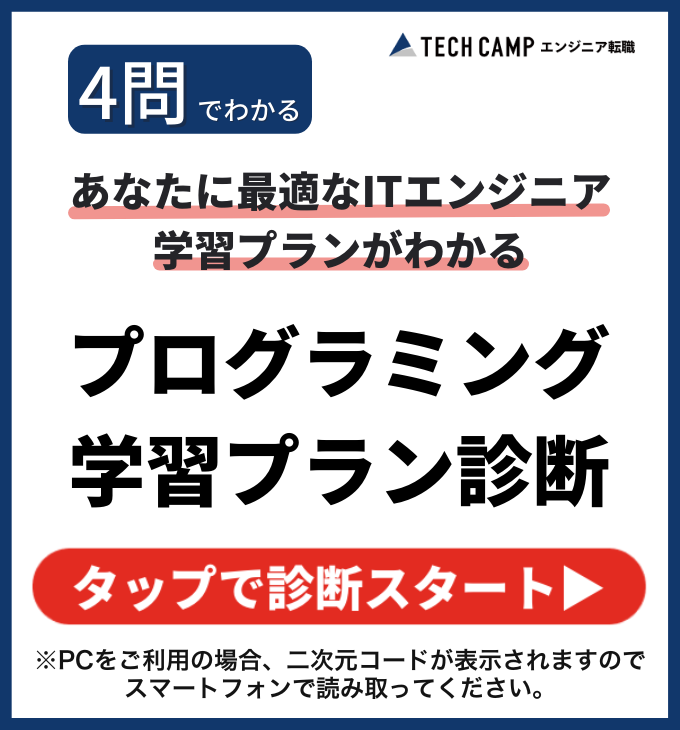 TECH CAMP エンジニア転職
4問でわかる
あなたに最適なITエンジニア
学習プランがわかる
プログラミング
学習プラン診断
タップで診断スタート▶
※PCをご利用の場合、二次元コードが表示されますので
スマートフォンで読み取ってください。